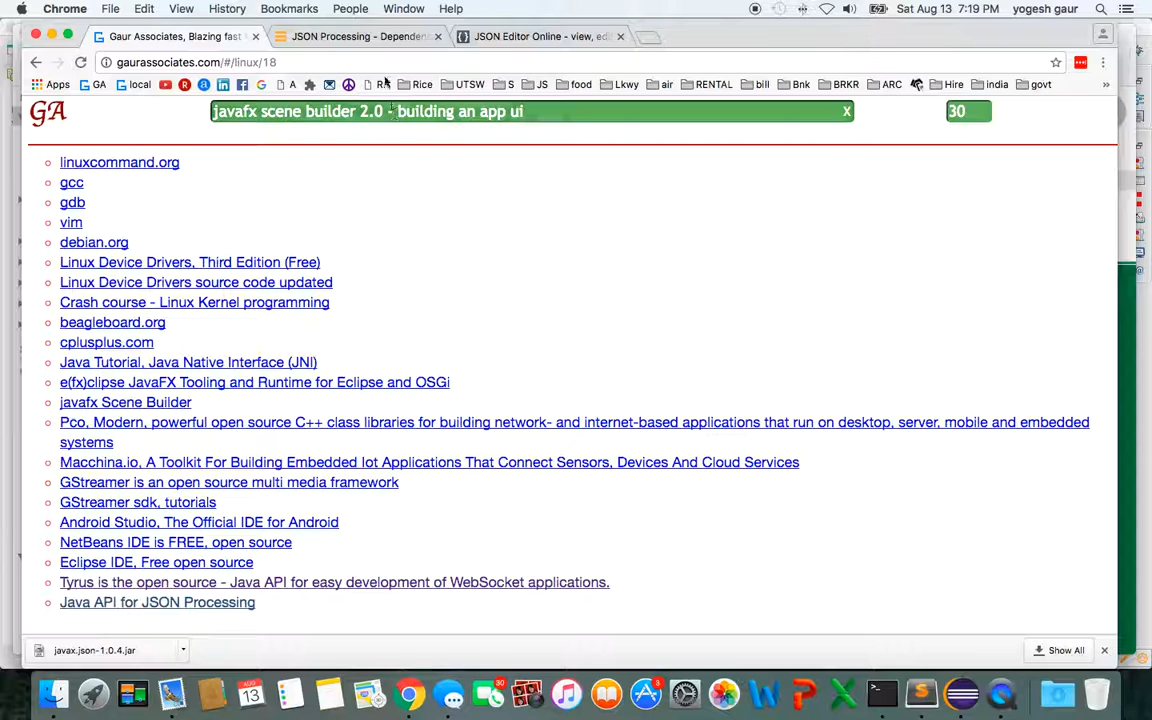 Chrome File Edit View History Bookmarks People Window Help Sat Aug 13 7:19 PM yogesh gaur
Gaur Associates, Blazing fast JSON Processing - Dependen JSON Editor Online - view, edi
gaurassociates.com/#/linux/18
Apps GA local G A R Rice UTSW S JS food Lkwy air RENTAL bill Bnk BRKR ARC Hire india govt
GA javafx scene builder 2.0 - building an app ui X 30
linuxcommand.org
gcc
gdb
vim
debian.org
Linux Device Drivers, Third Edition (Free)
Linux Device Drivers source code updated
Crash course - Linux Kernel programming
beagleboard.org
cplusplus.com
Java Tutorial, Java Native Interface (JNI)
e(fx)clipse JavaFX Tooling and Runtime for Eclipse and OSGi
javafx Scene Builder
Pco, Modern, powerful open source C++ class libraries for building network- and internet-based applications that run on desktop, server, mobile and embedded
systems
Macchina.io, A Toolkit For Building Embedded Iot Applications That Connect Sensors, Devices And Cloud Services
GStreamer is an open source multi media framework
GStreamer sdk, tutorials
Android Studio, The Official IDE for Android
NetBeans IDE is FREE, open source
Eclipse IDE, Free open source
Tyrus is the open source - Java API for easy development of WebSocket applications.
Java API for JSON Processing
javax.json-1.0.4.jar Show All